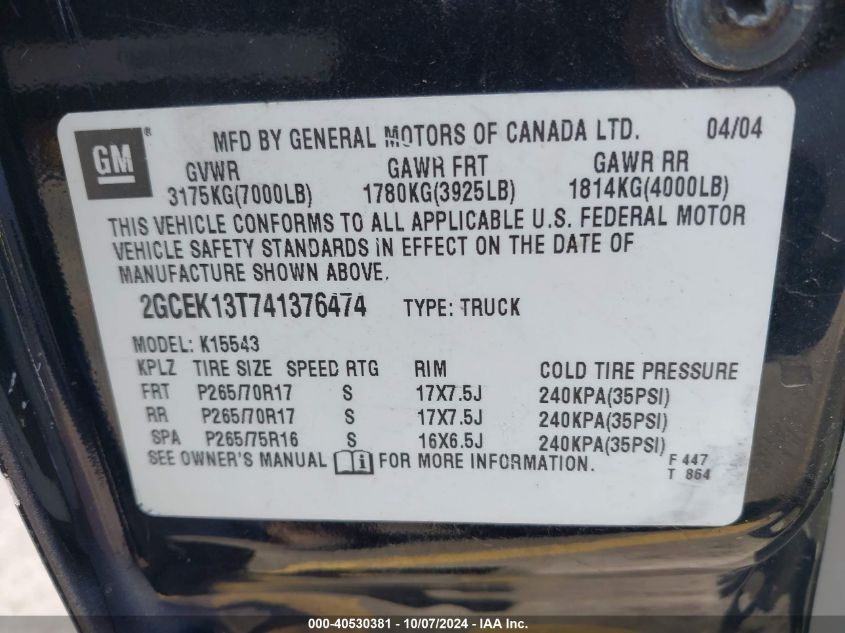 GM ® MFD BY GENERAL MOTORS OF CANADA LTD. 04/04
GVWR GAWR FRT GAWR RR
3175KG(7000LB) 1780KG(3925LB) 1814KG(4000LB)
THIS VEHICLE CONFORMS TO ALL APPLICABLE U.S. FEDERAL MOTOR
VEHICLE SAFETY STANDARDS IN EFFECT ON THE DATE OF
MANUFACTURE SHOWN ABOVE.
2GCEK13T741376474 TYPE: TRUCK
MODEL: K15543
KPLZ TIRE SIZE SPEED RTG RIM COLD TIRE PRESSURE
FRT P265/70R17 S 17X7.5J 240KPA(35PSI)
RR P265/70R17 S 17X7.5J 240KPA(35PSI)
SPA P265/75R16 S 16X6.5J 240KPA(35PSI)
SEE OWNER'S MANUAL i FOR MORE INFORMATION. F 447
T 864
000-40530381 - 10/07/2024 - IAA Inc.